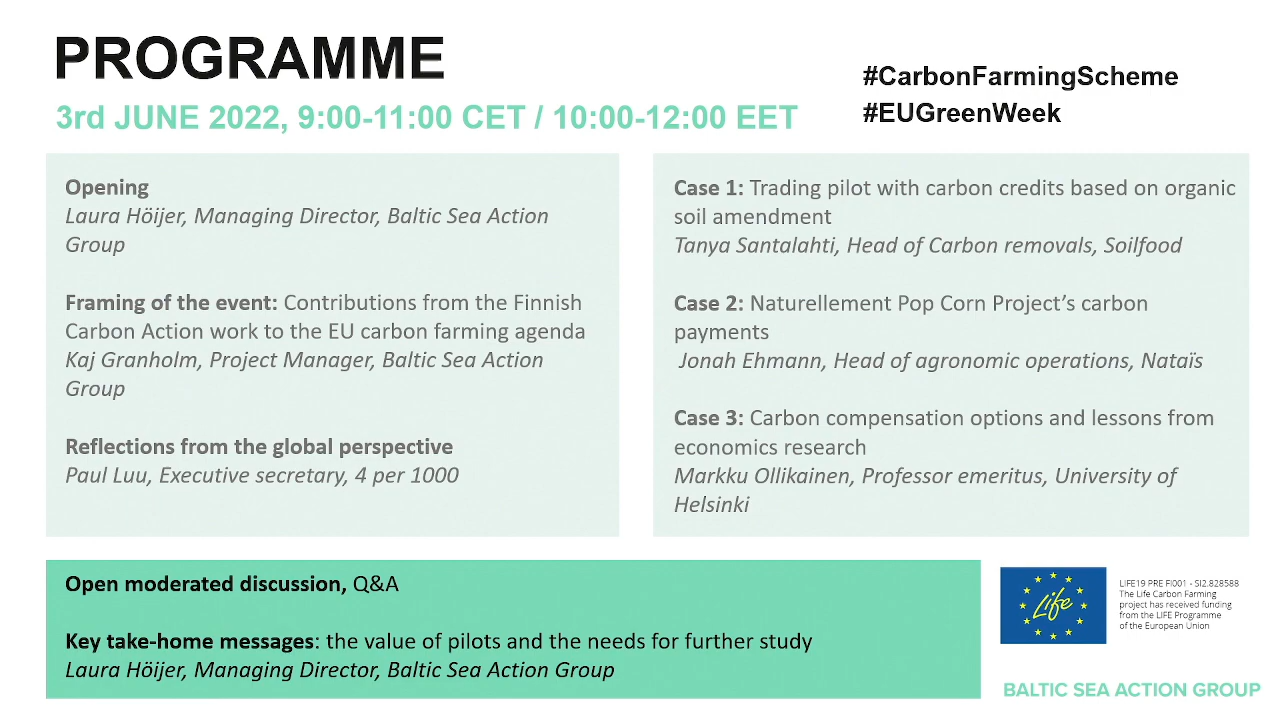 PROGRAMME
3rd JUNE 2022, 9:00-11:00 CET / 10:00-12:00 EET
#CarbonFarmingScheme
#EUGreenWeek
Opening
Laura Höijer, Managing Director, Baltic Sea Action
Group
Framing of the event: Contributions from the Finnish
Carbon Action work to the EU carbon farming agenda
Kaj Granholm, Project Manager, Baltic Sea Action
Group
Reflections from the global perspective
Paul Luu, Executive secretary, 4 per 1000
Case 1: Trading pilot with carbon credits based on organic
soil amendment
Tanya Santalahti, Head of Carbon removals, Soilfood
Case 2: Naturellement Pop Corn Project's carbon
payments
Jonah Ehmann, Head of agronomic operations, Nataïs
Case 3: Carbon compensation options and lessons from
economics research
Markku Ollikainen, Professor emeritus, University of
Helsinki
Open moderated discussion, Q&A
Key take-home messages: the value of pilots and the needs for further study
Laura Höijer, Managing Director, Baltic Sea Action Group
Life
LIFE19 PRE FI001 - SI2.828588
The Life Carbon Farming
project has received funding
from the LIFE Programme
of the European Union
BALTIC SEA ACTION GROUP